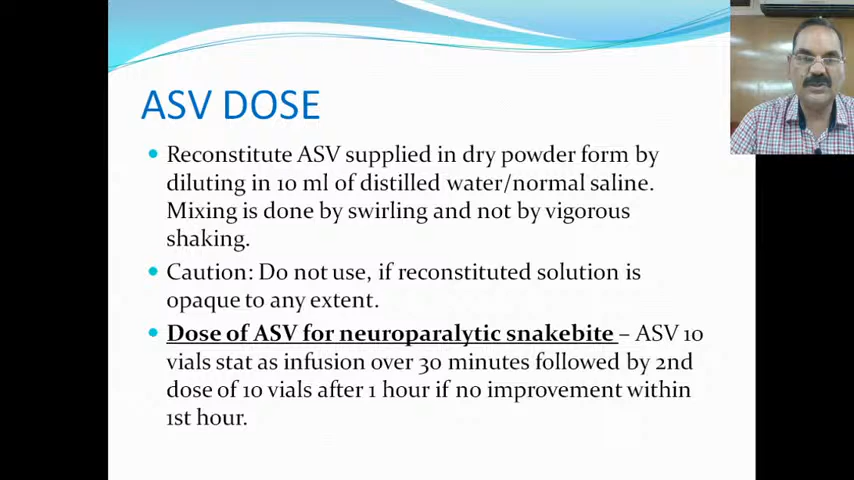 ASV DOSE
• Reconstitute ASV supplied in dry powder form by
diluting in 10 ml of distilled water/normal saline.
Mixing is done by swirling and not by vigorous
shaking.
• Caution: Do not use, if reconstituted solution is
opaque to any extent.
• Dose of ASV for neuroparalytic snakebite – ASV 10
vials stat as infusion over 30 minutes followed by 2nd
dose of 10 vials after 1 hour if no improvement within
1st hour.